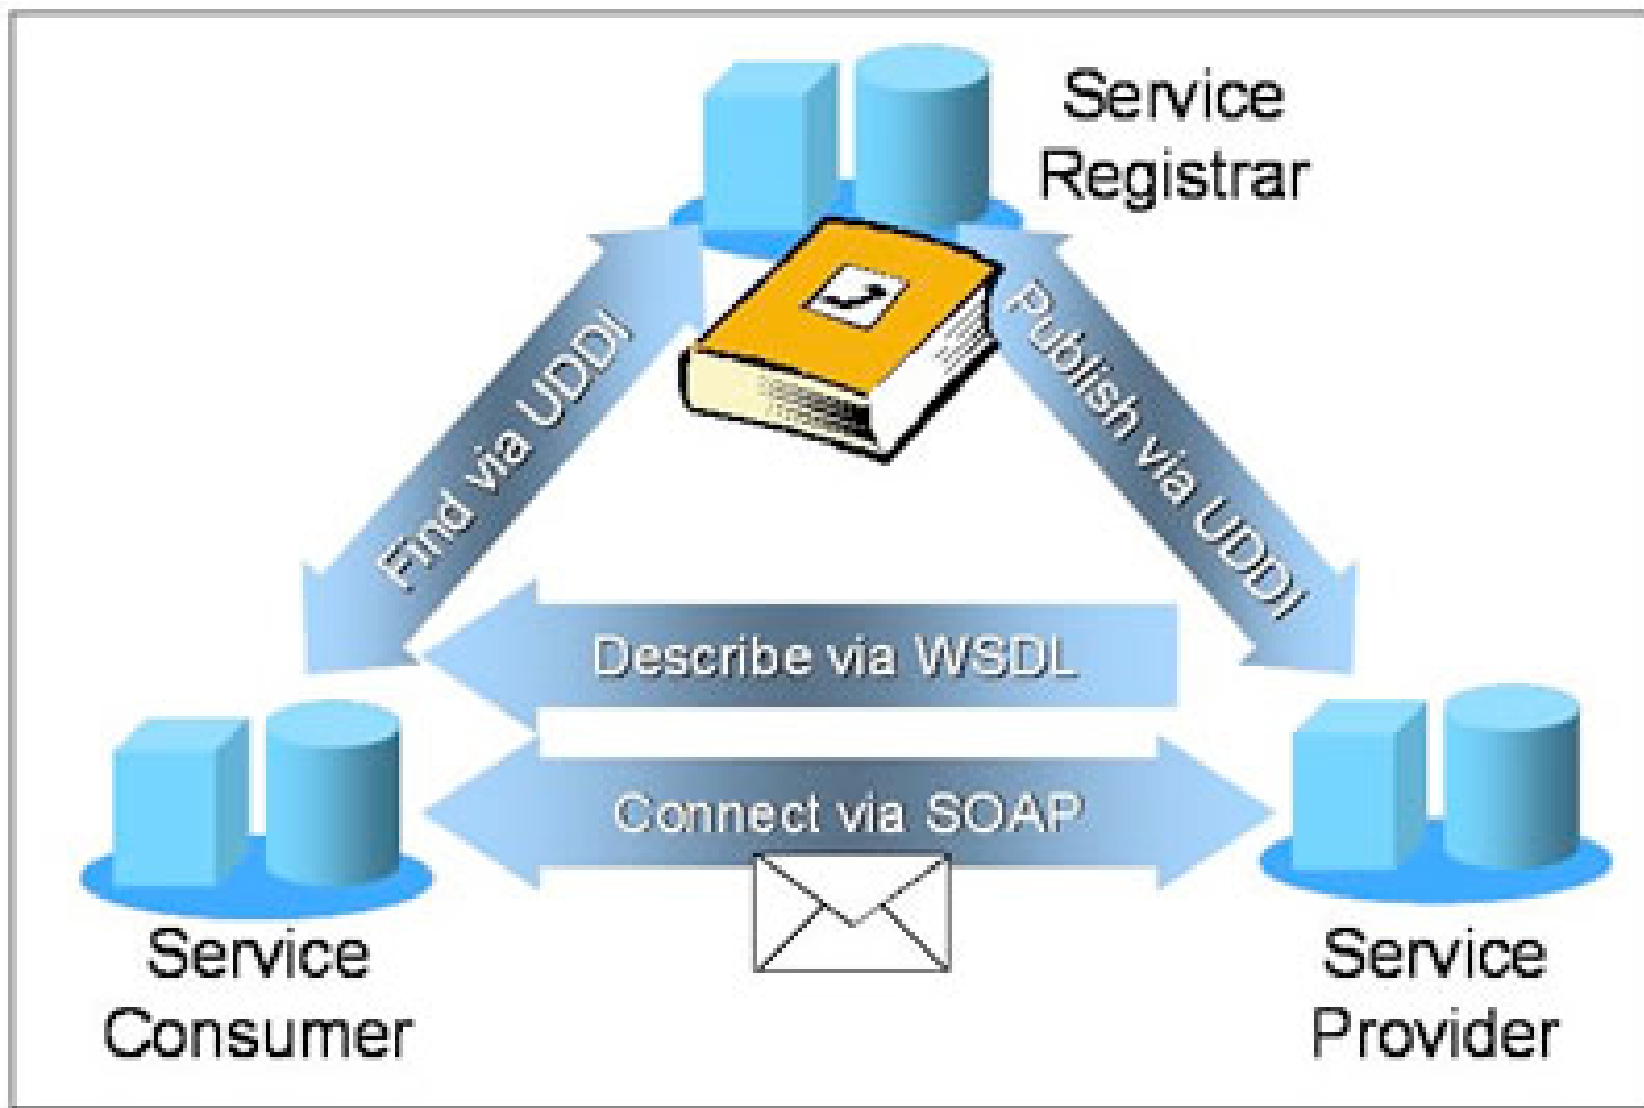 Service
Registrar
Find via UDDI
Publish via UDDI
Describe via WSDL
Connect via SOAP
Service
Consumer
Service
Provider